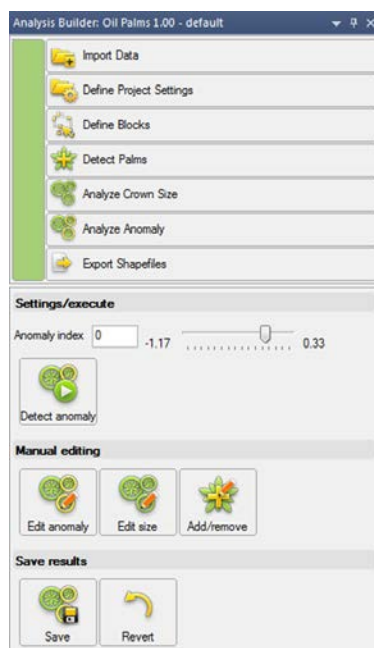 Analysis Builder: Oil Palms 1.00 - default
Import Data
Define Project Settings
Define Blocks
Detect Palms
Analyze Crown Size
Analyze Anomaly
Export Shapefiles
Settings/execute
Anomaly index 0 -1.17 0.33
Detect anomaly
Manual editing
Edit anomaly Edit size Add/remove
Save results
Save Revert